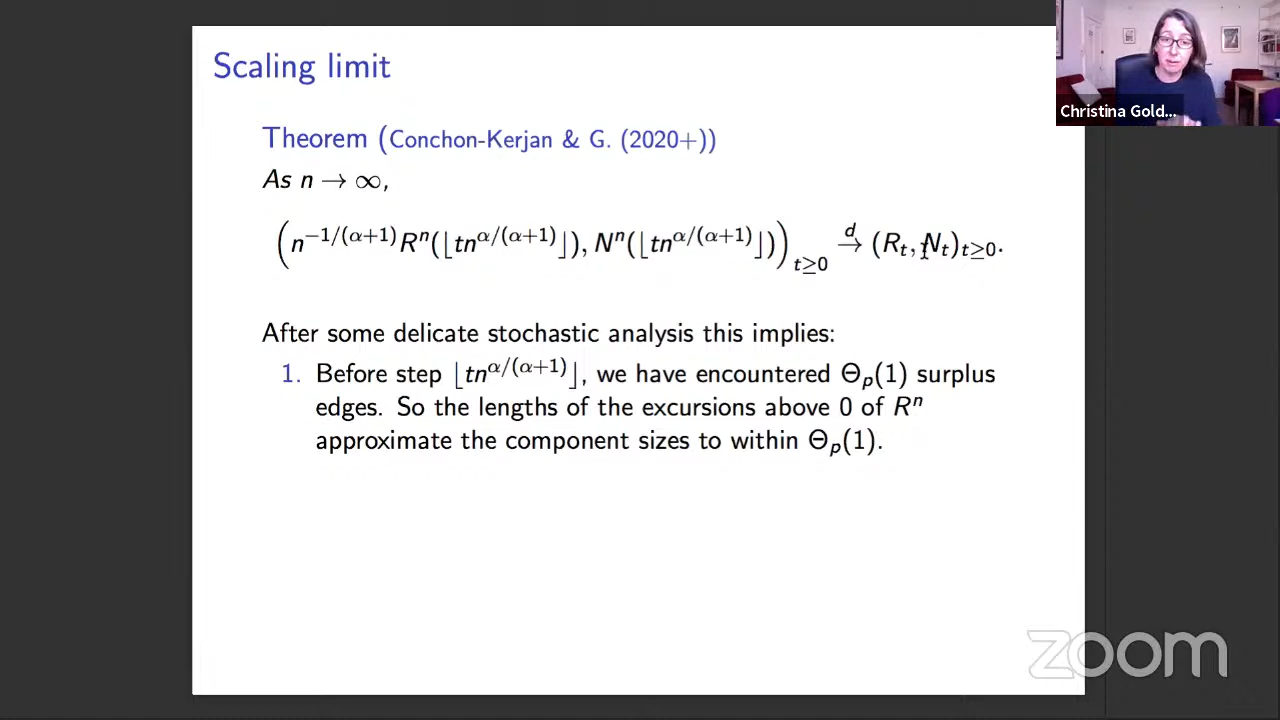 Scaling limit
Christina Gold...
Theorem (Conchon-Kerjan & G. (2020+))
As n → ∞,
(n^{−1/(α+1)} R^n(⌊tn^{α/(α+1)}⌋), N^n(⌊tn^{α/(α+1)}⌋))_{t≥0} →^d (R_t, N_t)_{t≥0}.
After some delicate stochastic analysis this implies:
1. Before step ⌊tn^{α/(α+1)}⌋, we have encountered Θ_p(1) surplus
edges. So the lengths of the excursions above 0 of R^n
approximate the component sizes to within Θ_p(1).
zoom